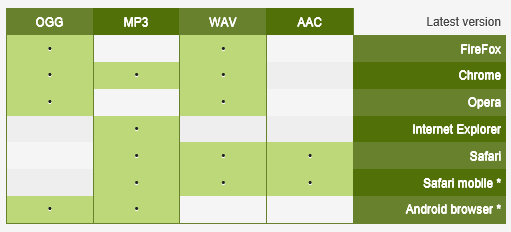 OGG MP3 WAV AAC Latest version
• • FireFox
• • • Chrome
• • Opera
• Internet Explorer
• • • Safari
• • • Safari mobile *
• • Android browser *